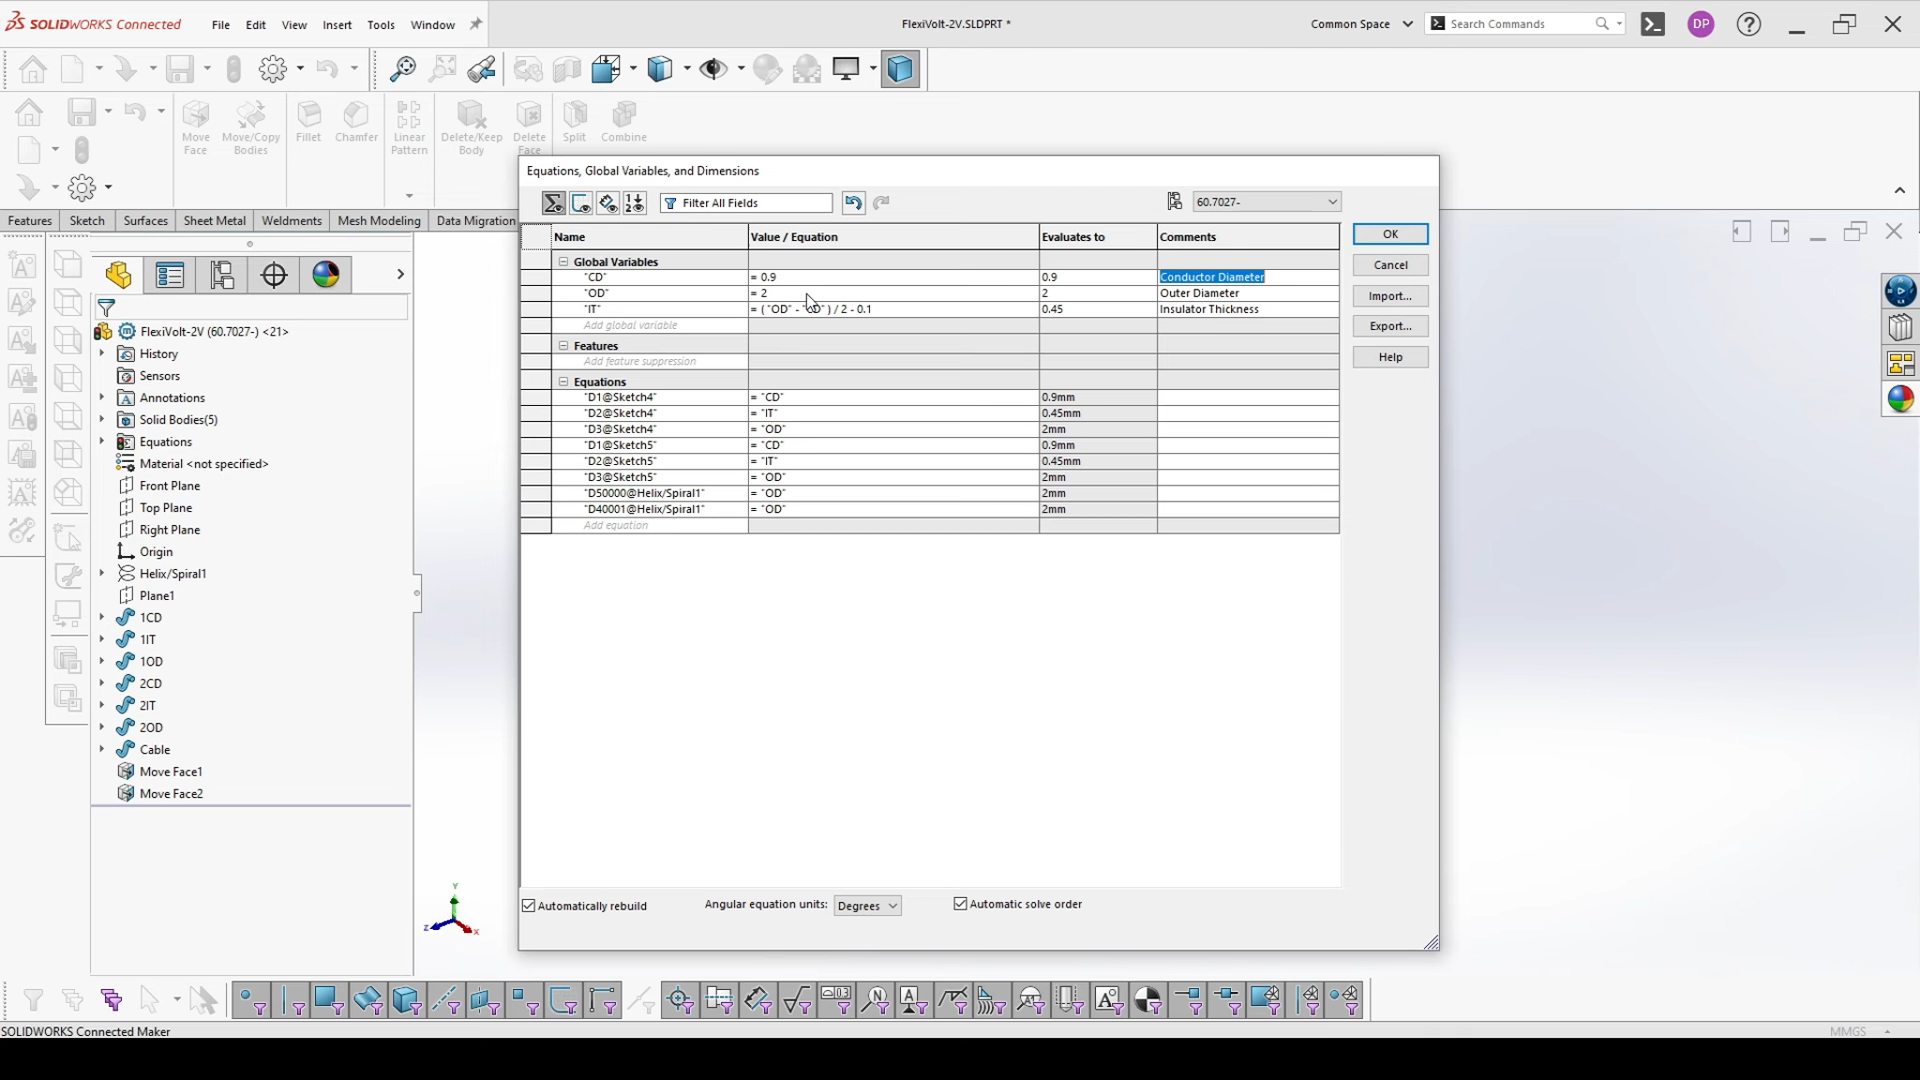 SOLIDWORKS Connected
File
Edit
View
Insert
Tools
Window
FlexiVolt-2V.SLDPRT *
Common Space
Search Commands
DP
Move Face
Move/Copy Bodies
Fillet
Chamfer
Linear Pattern
Delete/Keep Body
Delete Face
Split
Combine
Features
Sketch
Surfaces
Sheet Metal
Weldments
Mesh Modeling
Data Migration
FlexiVolt-2V (60.7027-) <21>
History
Sensors
Annotations
Solid Bodies(5)
Equations
Material <not specified>
Front Plane
Top Plane
Right Plane
Origin
Helix/Spiral1
Plane1
1CD
1IT
1OD
2CD
2IT
2OD
Cable
Move Face1
Move Face2
Equations, Global Variables, and Dimensions
Filter All Fields
60.7027-
Name Value / Equation Evaluates to Comments
Global Variables
"CD" = 0.9 0.9 Conductor Diameter
"OD" = 2 2 Outer Diameter
"IT" = ( "OD" - " D" ) / 2 - 0.1 0.45 Insulator Thickness
Add global variable
Features
Add feature suppression
Equations
"D1@Sketch4" = "CD" 0.9mm
"D2@Sketch4" = "IT" 0.45mm
"D3@Sketch4" = "OD" 2mm
"D1@Sketch5" = "CD" 0.9mm
"D2@Sketch5" = "IT" 0.45mm
"D3@Sketch5" = "OD" 2mm
"D50000@Helix/Spiral1" = "OD" 2mm
"D40001@Helix/Spiral1" = "OD" 2mm
Add equation
OK
Cancel
Import...
Export...
Help
Automatically rebuild
Angular equation units:
Degrees
Automatic solve order
Y
Z
X
SOLIDWORKS Connected Maker
MMGS